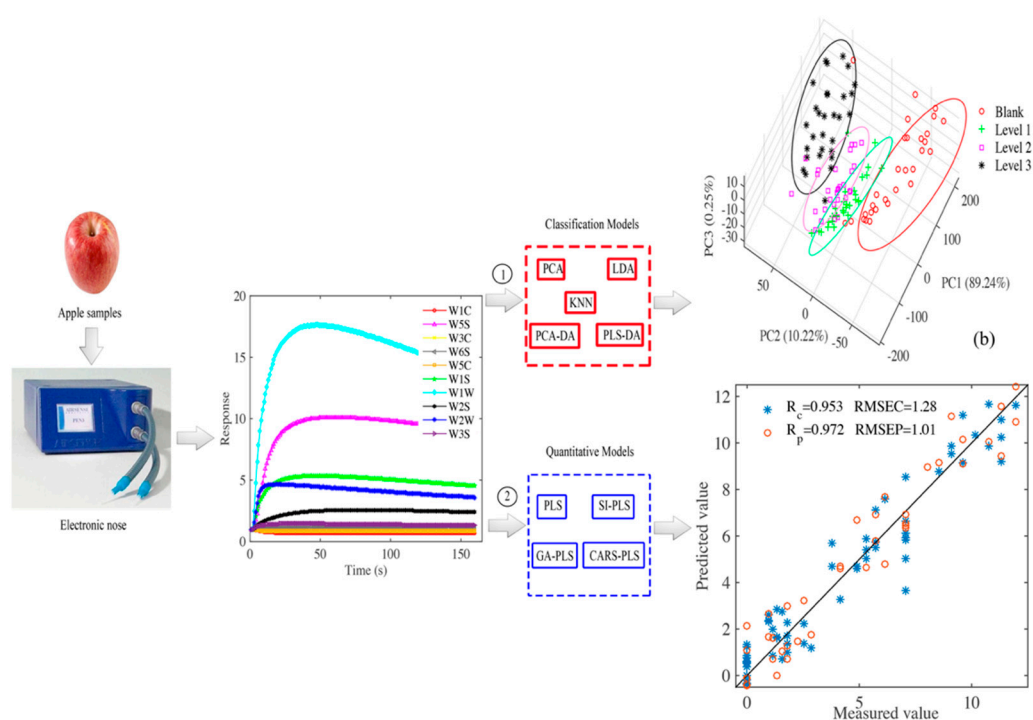 Apple samples
Electronic nose
Response
20
15
10
5
0
0
50
100
150
Time (s)
W1C
W5S
W3C
W6S
W5C
W1S
W1W
W2S
W2W
W3S
1
Classification Models
PCA
LDA
KNN
PCA-DA
PLS-DA
2
Quantitative Models
PLS
SI-PLS
GA-PLS
CARS-PLS
Blank
Level 1
Level 2
Level 3
PC3 (0.25%)
10
0
-10
-20
-30
50
0
-50
PC2 (10.22%)
200
100
0
-100
-200
PC1 (89.24%)
(b)
Rc=0.953 RMSEC=1.28
Rp=0.972 RMSEP=1.01
Predicted value
12
10
8
6
4
2
0
0
5
10
Measured value